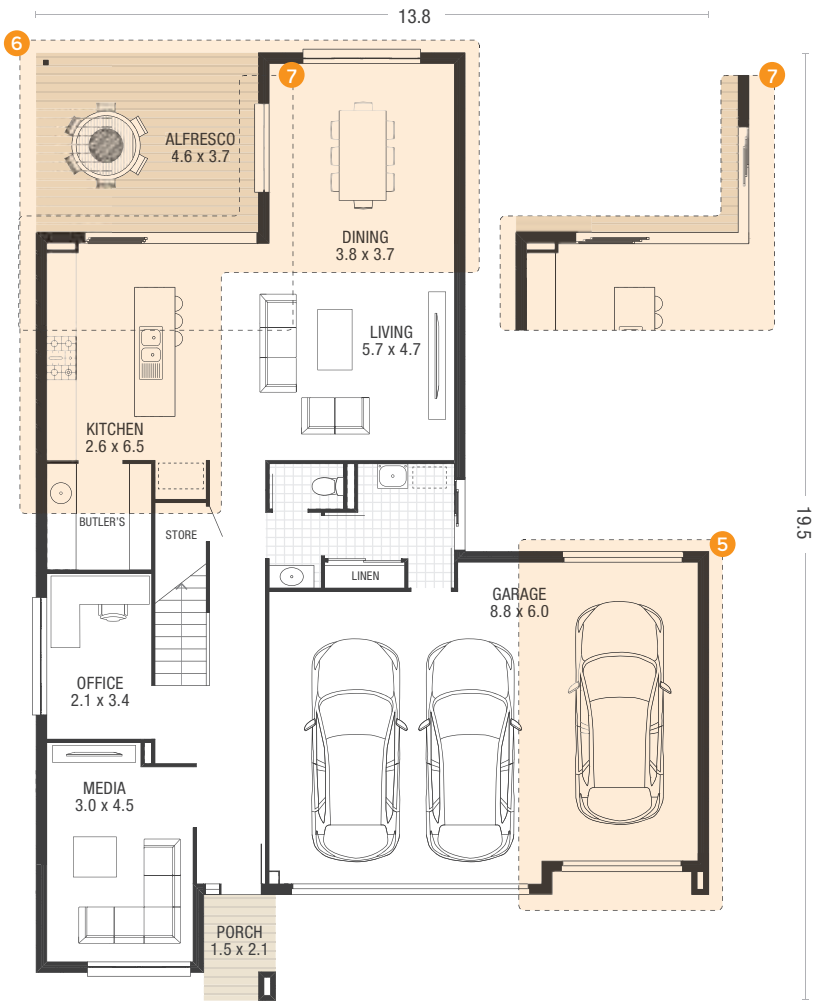 13.8
6
7
7
ALFRESCO
4.6 x 3.7
DINING
3.8 x 3.7
LIVING
5.7 x 4.7
KITCHEN
2.6 x 6.5
19.5
BUTLER'S
STORE
5
LINEN
GARAGE
8.8 x 6.0
OFFICE
2.1 x 3.4
MEDIA
3.0 x 4.5
PORCH
1.5 x 2.1